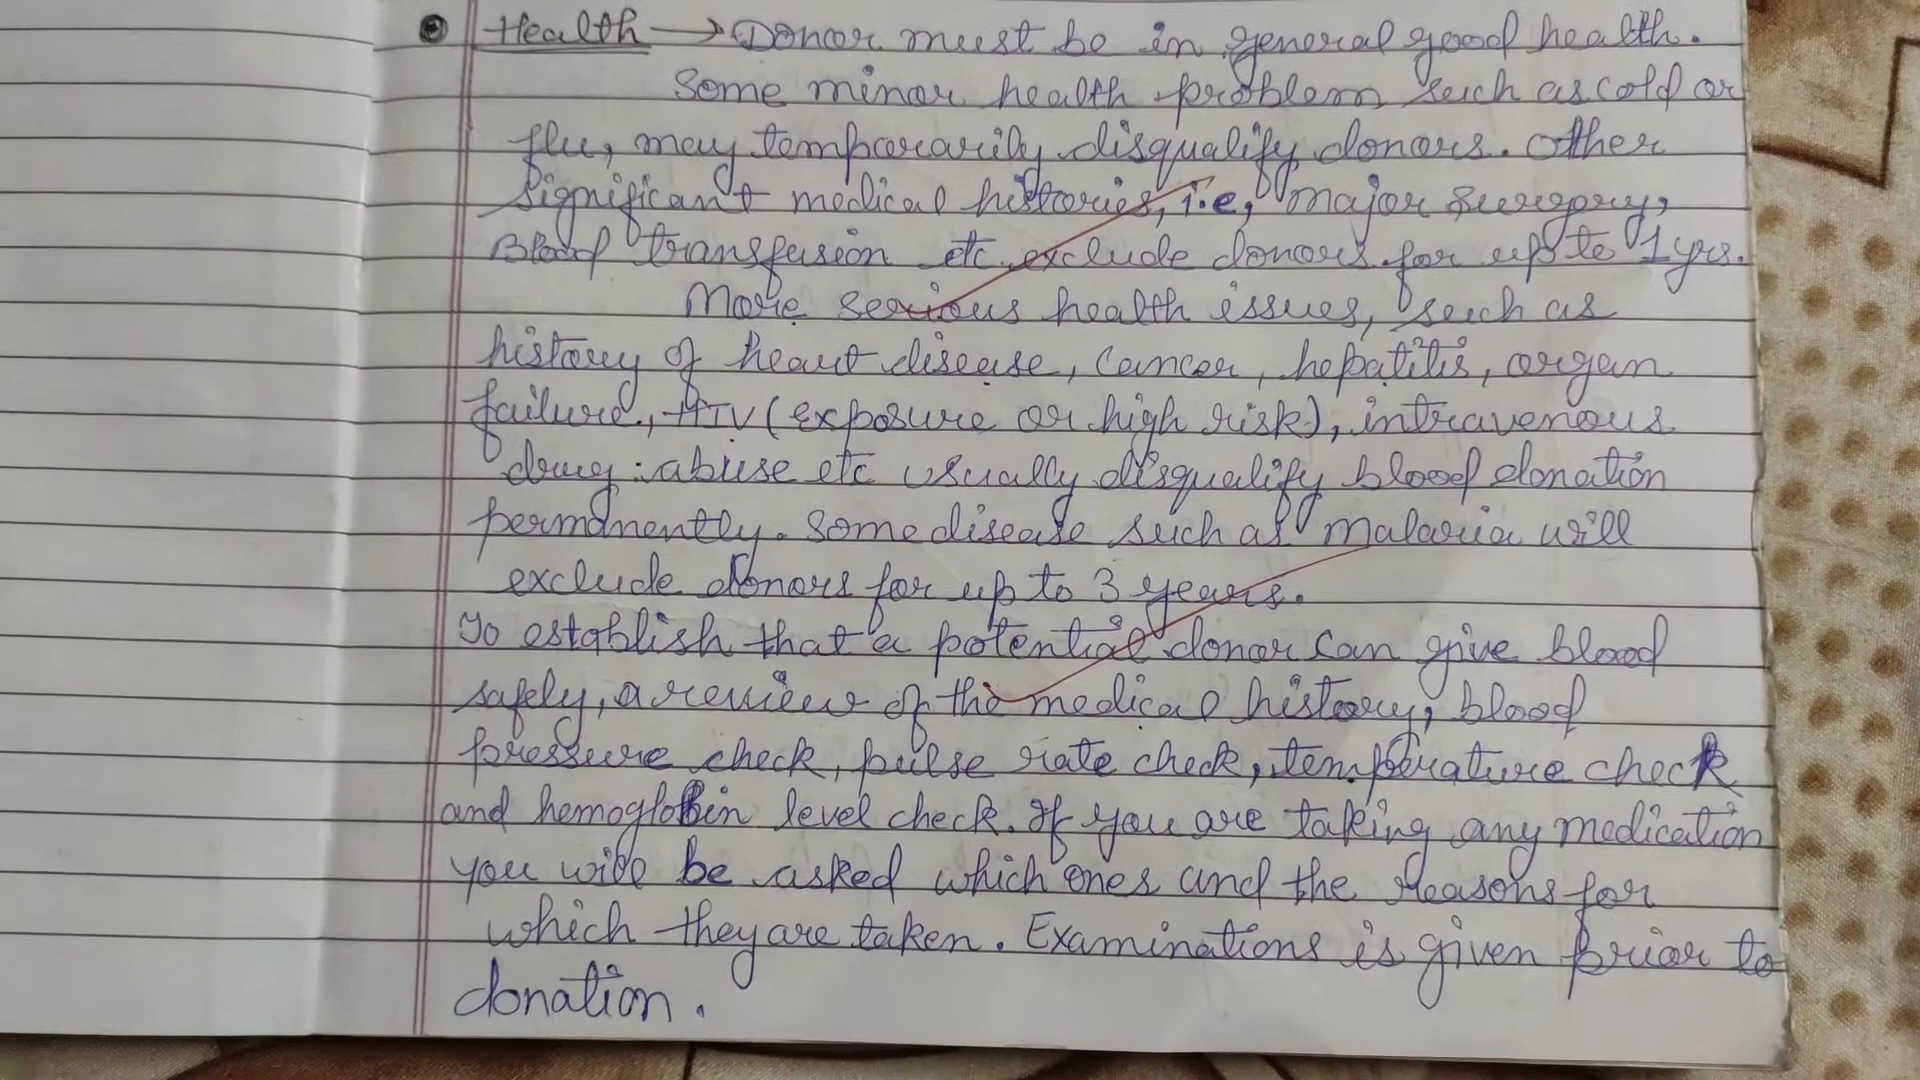 Health → Donor must be in general good health.
Some minor health problem such as cold or
flu, may tempararily disqualify donors. Other
significant medical histories, i.e, major surgery,
Blood transfusion etc exclude donors for up to 1 yrs.
More serious health issues, such as
history of heart disease, cancer, hepatitis, organ
failure, HIV (exposure or high risk), intravenous
drug abuse etc usually disqualify blood donation
permanently. Some disease such as malaria will
exclude donors for up to 3 years.
To establish that a potential donor can give blood
safely, a review of the medical history, blood
pressure check, pulse rate check, temperature check
and hemoglobin level check. If you are taking any medication
you will be asked which ones and the reasons for
which they are taken. Examinations is given prior to
donation.